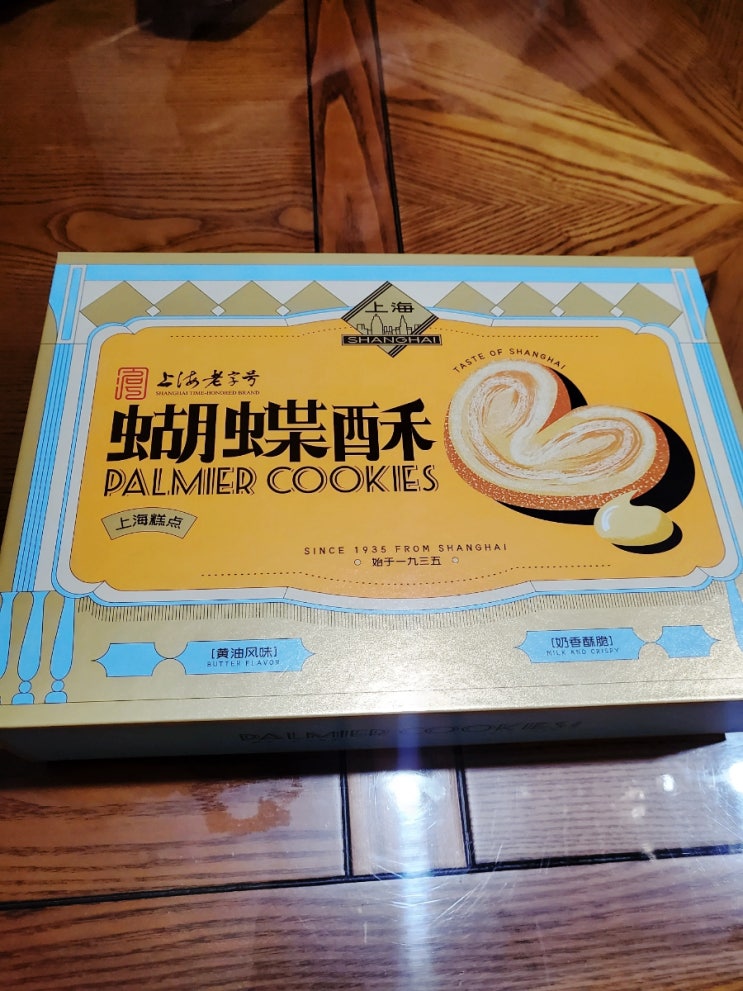 上海
SHANGHAI
TASTE OF SHANGHAI
上海老字号
SHANGHAI TIME-HONORED BRAND
蝴蝶酥
PALMIER COOKIES
上海糕点
SINCE 1935 FROM SHANGHAI
始于一九三五
[黄油风味]
BUTTER FLAVOR
[奶香酥脆]
MILK AND CRISPY
PALMIER COOKIES